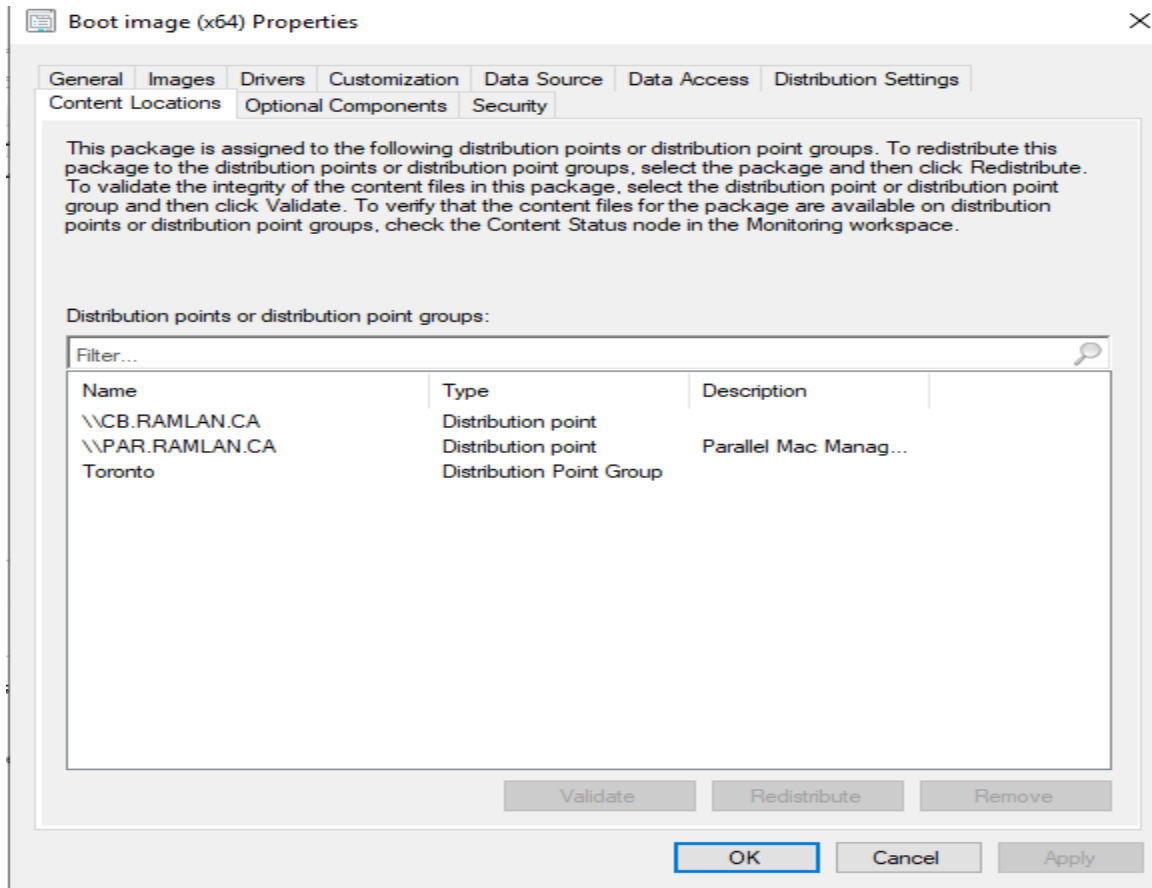 Boot image (x64) Properties
General Images Drivers Customization Data Source Data Access Distribution Settings
Content Locations Optional Components Security
This package is assigned to the following distribution points or distribution point groups. To redistribute this
package to the distribution points or distribution point groups, select the package and then click Redistribute.
To validate the integrity of the content files in this package, select the distribution point or distribution point
group and then click Validate. To verify that the content files for the package are available on distribution
points or distribution point groups, check the Content Status node in the Monitoring workspace.
Distribution points or distribution point groups:
Filter...
Name Type Description
\\CB.RAMLAN.CA Distribution point
\\PAR.RAMLAN.CA Distribution point Parallel Mac Manag...
Toronto Distribution Point Group
Validate Redistribute Remove
OK Cancel Apply